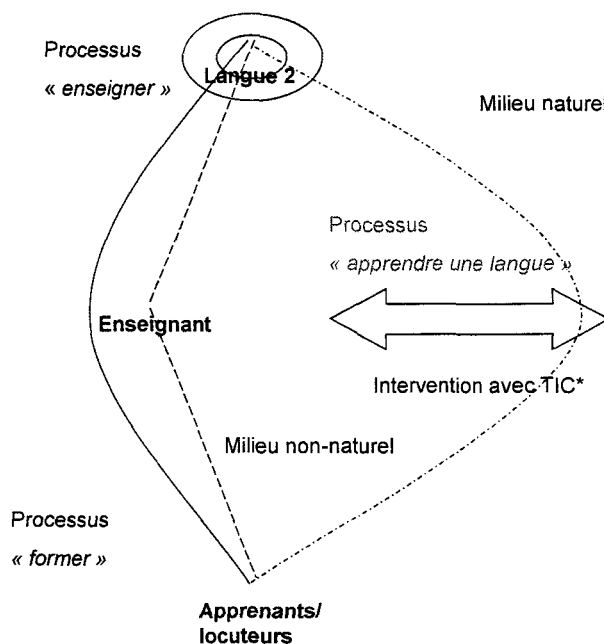 Processus
« enseigner »
Langue 2
Milieu nature
Processus
« apprendre une langue »
Enseignant
Intervention avec TIC*
Milieu non-naturel
Processus
« former »
Apprenants/
locuteurs